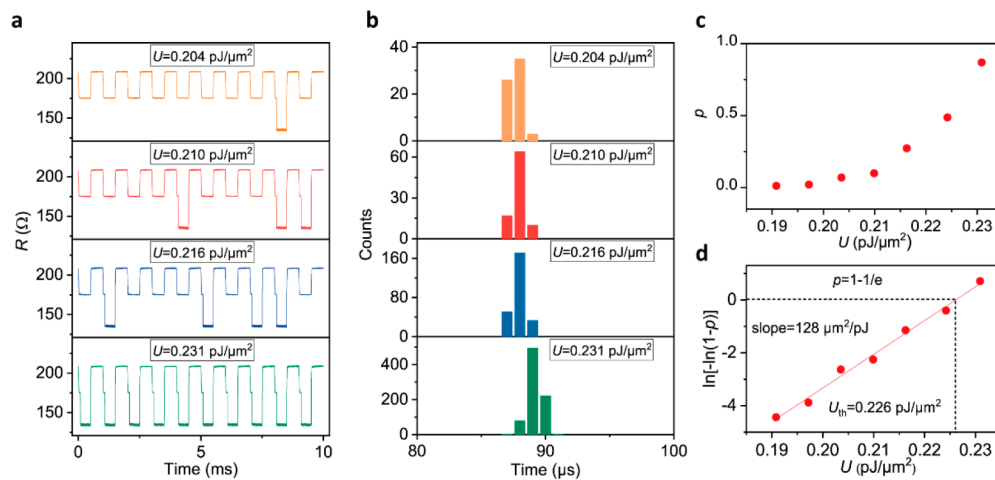 a
U=0.204 pJ/μm²
200
150
U=0.210 pJ/μm²
200
150
U=0.216 pJ/μm²
200
150
U=0.231 pJ/μm²
200
150
R (Ω)
0 5 10
Time (ms)
b
U=0.204 pJ/μm²
40
20
0
U=0.210 pJ/μm²
60
30
0
U=0.216 pJ/μm²
160
80
0
U=0.231 pJ/μm²
400
200
0
Counts
80 90 100
Time (μs)
c
1.0
0.5
0.0
p
0.19 0.20 0.21 0.22 0.23
U (pJ/μm²)
d
p=1-1/e
slope=128 μm²/pJ
Uth=0.226 pJ/μm²
0
-2
-4
ln[-ln(1-p)]
0.19 0.20 0.21 0.22 0.23
U (pJ/μm²)